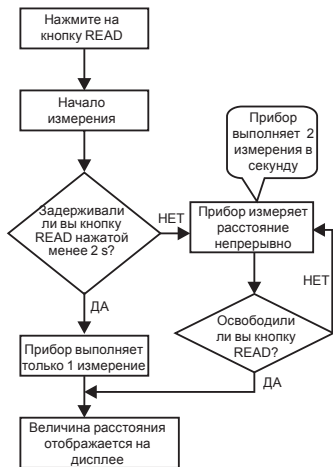 Нажмите на
кнопку READ
Начало
измерения
Прибор
выполняет 2
измерения в
секунду
Задерживали
ли вы кнопку
READ нажатой
менее 2 s?
НЕТ
Прибор измеряет
расстояние
непрерывно
НЕТ
ДА
Освободили
ли вы кнопку
READ?
Прибор выполняет
только 1 измерение
ДА
Величина расстояния
отображается на
дисплее